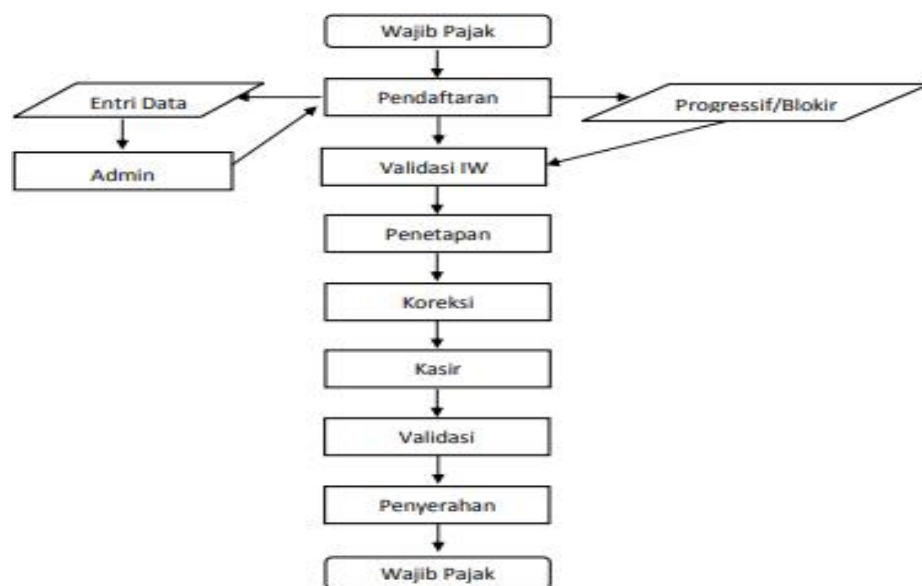 Wajib Pajak
Entri Data
Pendaftaran
Progressif/Blokir
Admin
Validasi IW
Penetapan
Koreksi
Kasir
Validasi
Penyerahan
Wajib Pajak